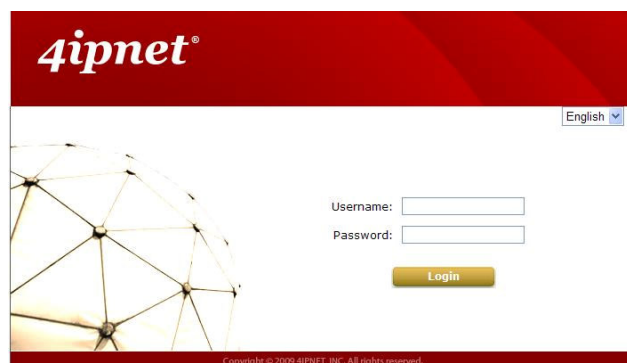 4ipnet®
English
Username:
Password:
Login
Copyright © 2009 4IPNET, INC. All rights reserved.